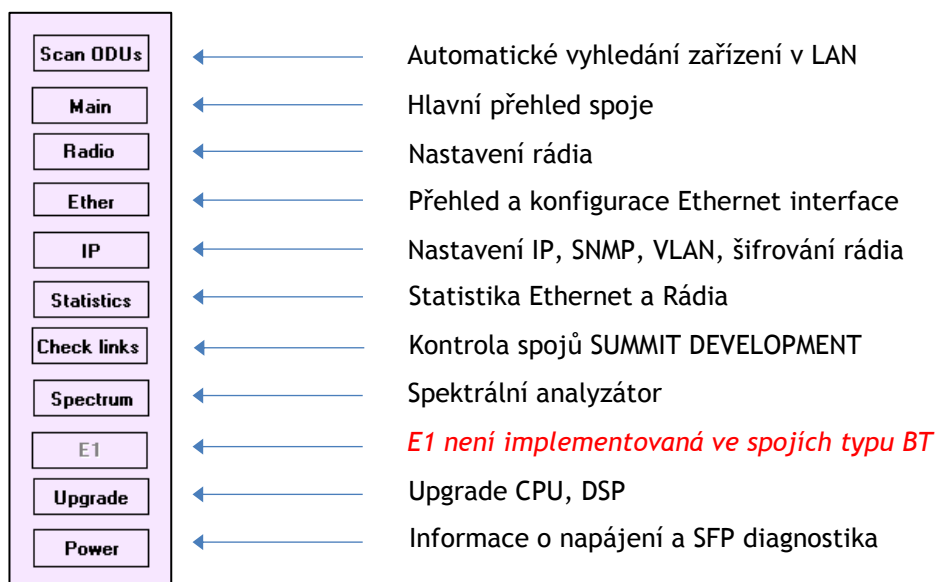 Scan ODUs Automatické vyhledání zařízení v LAN
Main Hlavní přehled spoje
Radio Nastavení rádia
Ether Přehled a konfigurace Ethernet interface
IP Nastavení IP, SNMP, VLAN, šifrování rádia
Statistics Statistika Ethernet a Rádia
Check links Kontrola spojů SUMMIT DEVELOPMENT
Spectrum Spektrální analyzátor
E1 E1 není implementovaná ve spojích typu BT
Upgrade Upgrade CPU, DSP
Power Informace o napájení a SFP diagnostika